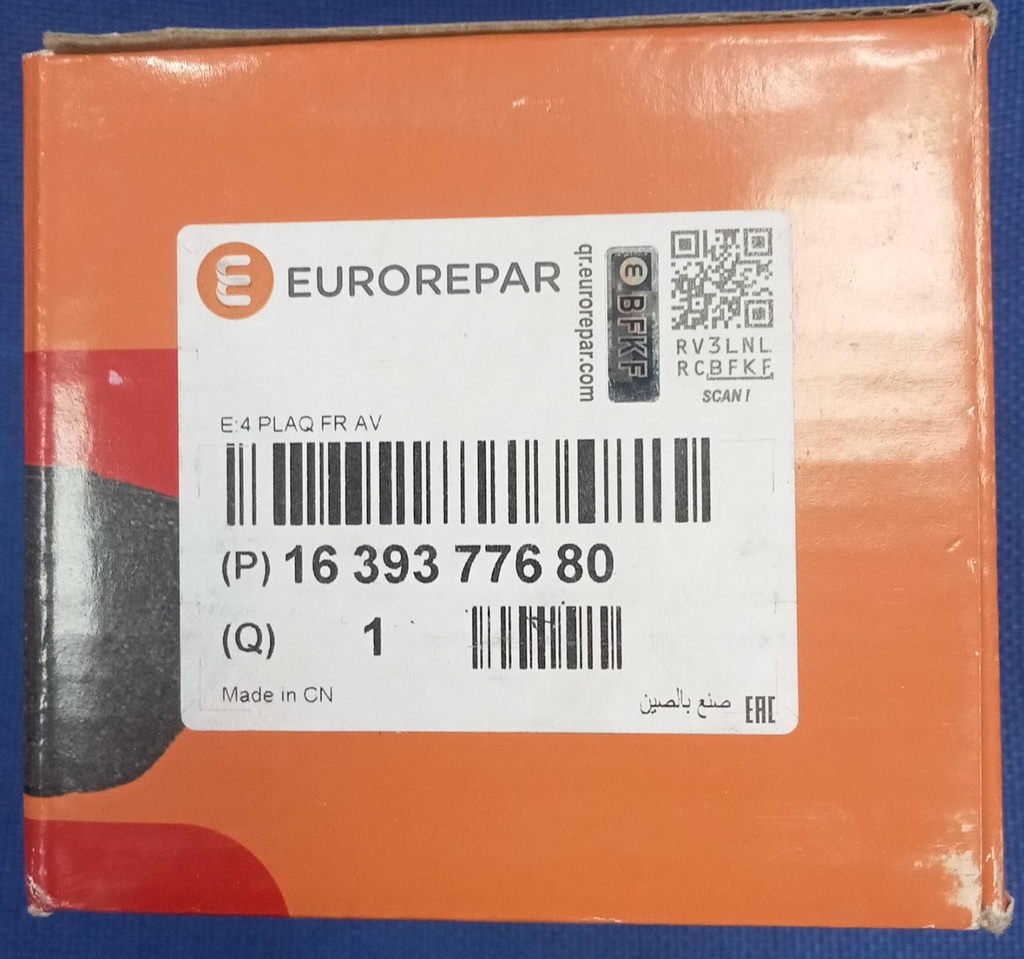 EUROREPAR
qr.eurorepar.com
BFKF
RV3LNL
RCBFKF
SCAN!
E:4 PLAQ FR AV
(P) 16 393 776 80
(Q) 1
Made in CN
صنع بالصين
EAC